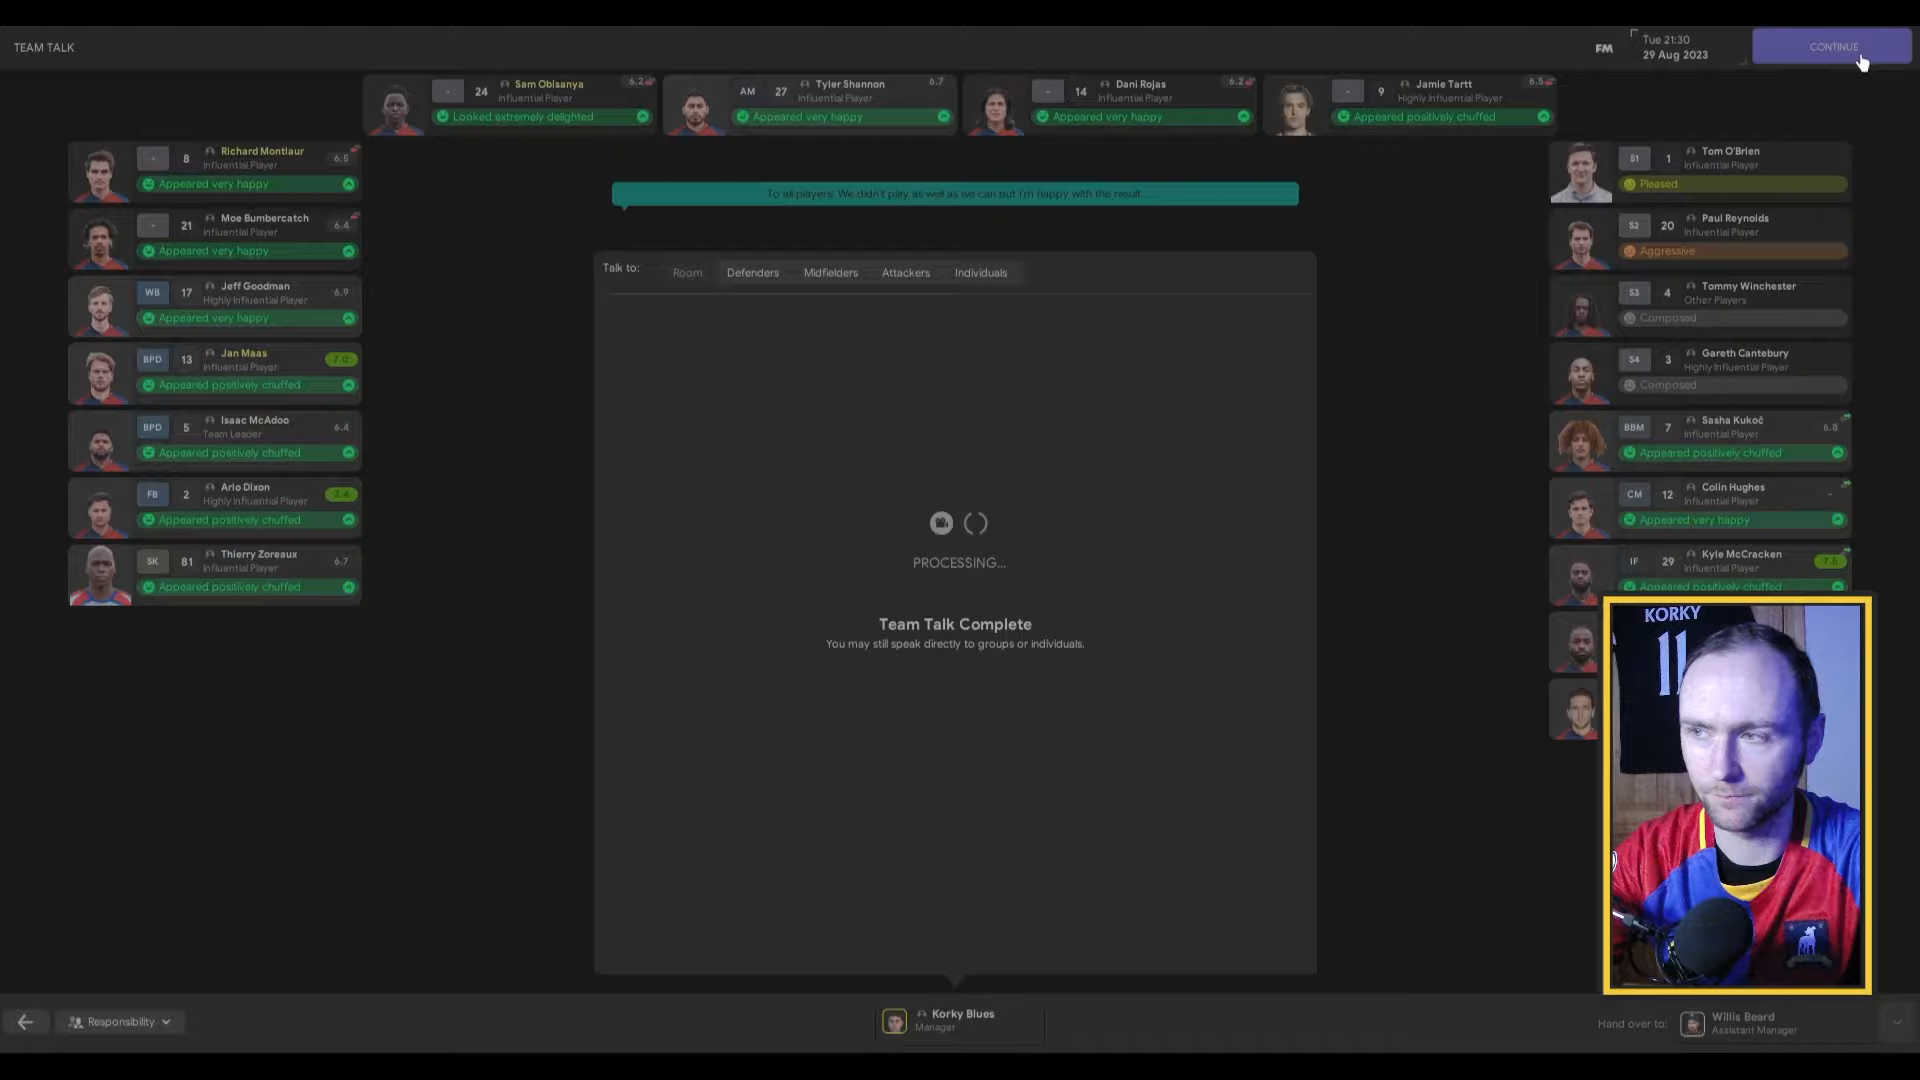 TEAM TALK
FM
Tue 21:30
29 Aug 2023
CONTINUE
- 24 Sam Obisanya 6.2
Influential Player
Looked extremely delighted
AM 27 Tyler Shannon 6.7
Influential Player
Appeared very happy
- 14 Dani Rojas 6.2
Influential Player
Appeared very happy
- 9 Jamie Tartt 6.5
Highly Influential Player
Appeared positively chuffed
- 8 Richard Montlaur 6.5
Influential Player
Appeared very happy
- 21 Moe Bumbercatch 6.4
Influential Player
Appeared very happy
WB 17 Jeff Goodman 6.9
Highly Influential Player
Appeared very happy
BPD 13 Jan Maas 7.0
Influential Player
Appeared positively chuffed
BPD 5 Isaac McAdoo 6.4
Team Leader
Appeared positively chuffed
FB 2 Arlo Dixon 7.4
Highly Influential Player
Appeared positively chuffed
SK 81 Thierry Zoreaux 6.7
Influential Player
Appeared positively chuffed
To all players: We didn't play as well as we can but I'm happy with the result...
Talk to: Room Defenders Midfielders Attackers Individuals
PROCESSING...
Team Talk Complete
You may still speak directly to groups or individuals.
S1 1 Tom O'Brien
Influential Player
Pleased
S2 20 Paul Reynolds
Influential Player
Aggressive
S3 4 Tommy Winchester
Other Players
Composed
S4 3 Gareth Cantebury
Highly Influential Player
Composed
BBM 7 Sasha Kukoč 6.8
Influential Player
Appeared positively chuffed
CM 12 Colin Hughes -
Influential Player
Appeared very happy
IF 29 Kyle McCracken 7.5
Influential Player
Appeared positively chuffed
KORKY
11
Responsibility
Korky Blues
Manager
Hand over to:
Willis Beard
Assistant Manager